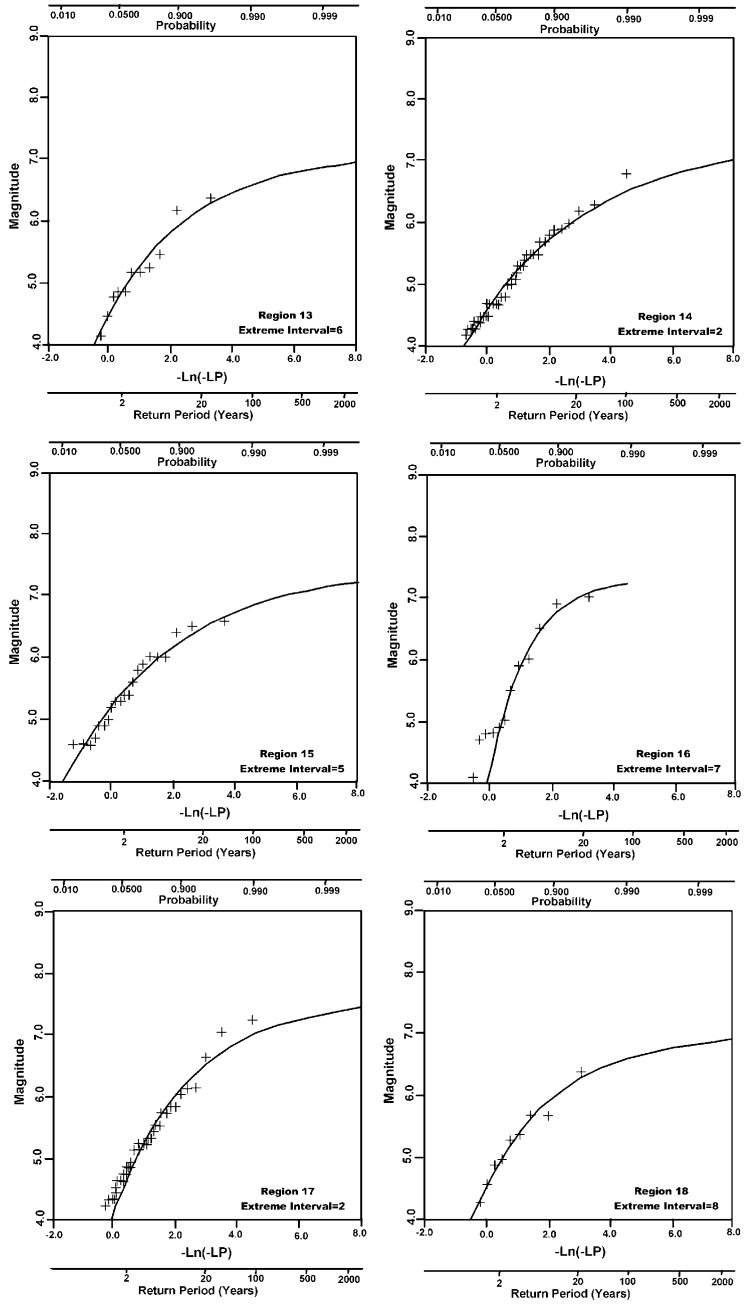 0.010 0.0500 0.900 0.990 0.999
Probability
9.0
8.0
7.0
6.0
5.0
4.0
Magnitude
Region 13
Extreme Interval=6
-2.0 0.0 2.0 4.0 6.0 8.0
-Ln(-LP)
2 20 100 500 2000
Return Period (Years)
0.010 0.0500 0.900 0.990 0.999
Probability
9.0
8.0
7.0
6.0
5.0
4.0
Magnitude
Region 14
Extreme Interval=2
-2.0 0.0 2.0 4.0 6.0 8.0
-Ln(-LP)
2 20 100 500 2000
Return Period (Years)
0.010 0.0500 0.900 0.990 0.999
Probability
9.0
8.0
7.0
6.0
5.0
4.0
Magnitude
Region 15
Extreme Interval=5
-2.0 0.0 2.0 4.0 6.0 8.0
-Ln(-LP)
2 20 100 500 2000
Return Period (Years)
0.010 0.0500 0.900 0.990 0.999
Probability
9.0
8.0
7.0
6.0
5.0
4.0
Magnitude
Region 16
Extreme Interval=7
-2.0 0.0 2.0 4.0 6.0 8.0
-Ln(-LP)
2 20 100 500 2000
Return Period (Years)
0.010 0.0500 0.900 0.990 0.999
Probability
9.0
8.0
7.0
6.0
5.0
4.0
Magnitude
Region 17
Extreme Interval=2
-2.0 0.0 2.0 4.0 6.0 8.0
-Ln(-LP)
2 20 100 500 2000
Return Period (Years)
0.010 0.0500 0.900 0.990 0.999
Probability
9.0
8.0
7.0
6.0
5.0
4.0
Magnitude
Region 18
Extreme Interval=8
-2.0 0.0 2.0 4.0 6.0 8.0
-Ln(-LP)
2 20 100 500 2000
Return Period (Years)